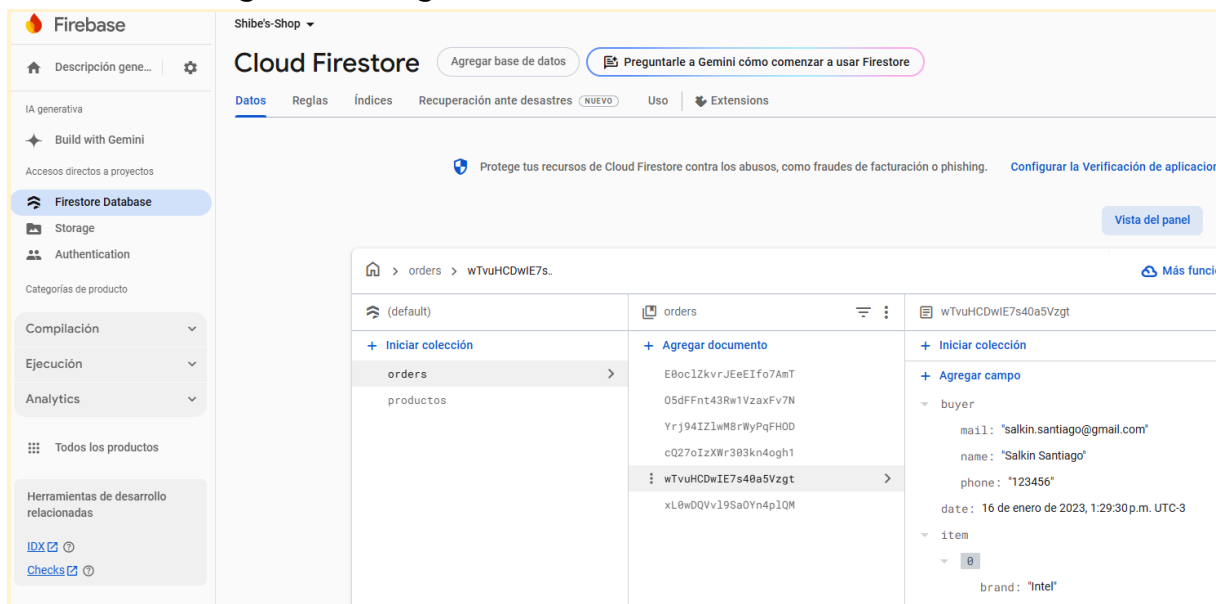 Firebase
Shibe's-Shop
Descripción gene...
Cloud Firestore
Agregar base de datos
Preguntarle a Gemini cómo comenzar a usar Firestore
Datos Reglas Índices Recuperación ante desastres NUEVO Uso Extensions
IA generativa
Build with Gemini
Accesos directos a proyectos
Firestore Database
Storage
Authentication
Categorías de producto
Compilación
Ejecución
Analytics
Todos los productos
Herramientas de desarrollo
relacionadas
IDX
Checks
Protege tus recursos de Cloud Firestore contra los abusos, como fraudes de facturación o phishing. Configurar la Verificación de aplicacion
Vista del panel
orders > wTvuHCDwIE7s..
Más funci
(default)
Iniciar colección
orders
productos
orders
Agregar documento
E0oclZkvrJEeEIfo7AmT
O5dFFnt43Rw1VzaxFv7N
Yrj94IZlwM8rWyPqFHOD
cQ27oIzXWr303kn4ogh1
wTvuHCDwIE7s40a5Vzgt
xL0wDQVvl9SaOYn4plQM
wTvuHCDwIE7s40a5Vzgt
Iniciar colección
Agregar campo
buyer
mail: "salkin.santiago@gmail.com"
name: "Salkin Santiago"
phone: "123456"
date: 16 de enero de 2023, 1:29:30 p.m. UTC-3
item
0
brand: "Intel"